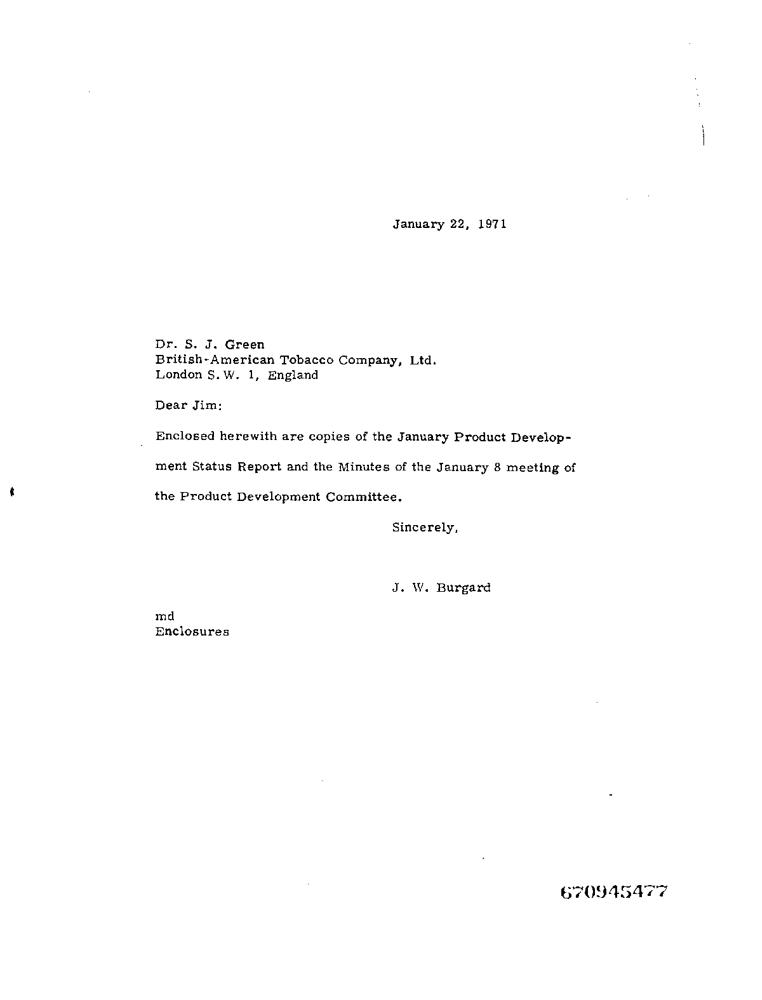 January 22, 1971
Dr. S. J. Green
British-American Tobacco Company, Ltd.
London S. W. 1, England
Dear Jim:
Enclosed herewith are copies of the January Product Develop-
ment Status Report and the Minutes of the January 8 meeting of
the Product Development Committee.
Sincerely,
J. W. Burgard
md
Enclosures
670945477